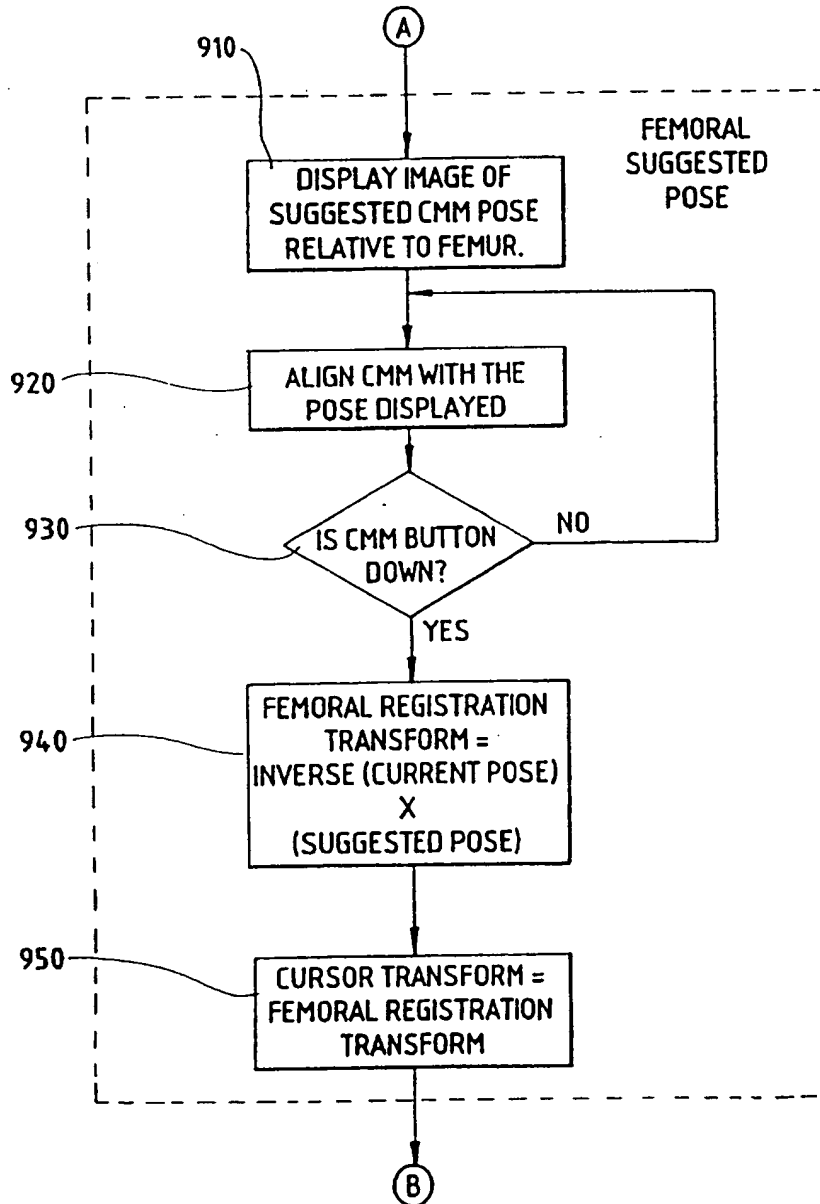 A
910
FEMORAL
SUGGESTED
POSE
DISPLAY IMAGE OF
SUGGESTED CMM POSE
RELATIVE TO FEMUR.
920
ALIGN CMM WITH THE
POSE DISPLAYED
930
IS CMM BUTTON
DOWN?
NO
YES
940
FEMORAL REGISTRATION
TRANSFORM =
INVERSE (CURRENT POSE)
X
(SUGGESTED POSE)
950
CURSOR TRANSFORM =
FEMORAL REGISTRATION
TRANSFORM
B